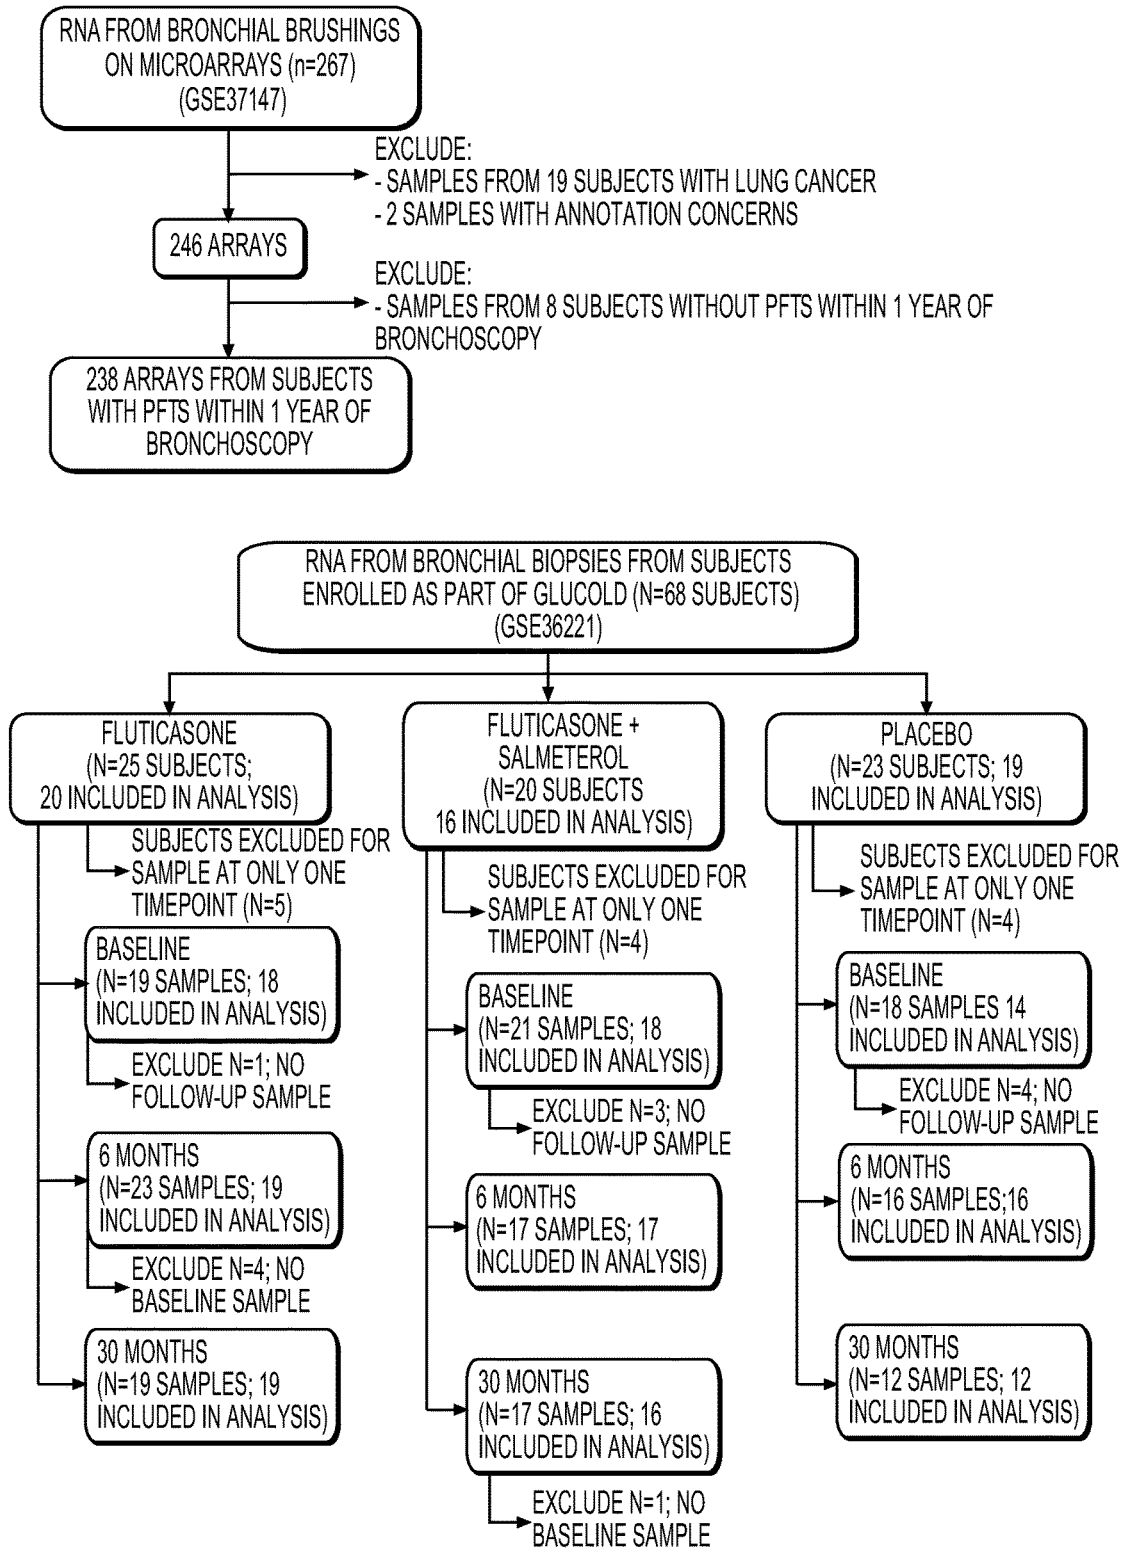 RNA FROM BRONCHIAL BRUSHINGS
ON MICROARRAYS (n=267)
(GSE37147)
EXCLUDE:
- SAMPLES FROM 19 SUBJECTS WITH LUNG CANCER
- 2 SAMPLES WITH ANNOTATION CONCERNS
246 ARRAYS
EXCLUDE:
- SAMPLES FROM 8 SUBJECTS WITHOUT PFTS WITHIN 1 YEAR OF
BRONCHOSCOPY
238 ARRAYS FROM SUBJECTS
WITH PFTS WITHIN 1 YEAR OF
BRONCHOSCOPY
RNA FROM BRONCHIAL BIOPSIES FROM SUBJECTS
ENROLLED AS PART OF GLUCOLD (N=68 SUBJECTS)
(GSE36221)
FLUTICASONE
(N=25 SUBJECTS;
20 INCLUDED IN ANALYSIS)
SUBJECTS EXCLUDED FOR
SAMPLE AT ONLY ONE
TIMEPOINT (N=5)
BASELINE
(N=19 SAMPLES; 18
INCLUDED IN ANALYSIS)
EXCLUDE N=1; NO
FOLLOW-UP SAMPLE
6 MONTHS
(N=23 SAMPLES; 19
INCLUDED IN ANALYSIS)
EXCLUDE N=4; NO
BASELINE SAMPLE
30 MONTHS
(N=19 SAMPLES; 19
INCLUDED IN ANALYSIS)
FLUTICASONE +
SALMETEROL
(N=20 SUBJECTS
16 INCLUDED IN ANALYSIS)
SUBJECTS EXCLUDED FOR
SAMPLE AT ONLY ONE
TIMEPOINT (N=4)
BASELINE
(N=21 SAMPLES; 18
INCLUDED IN ANALYSIS)
EXCLUDE N=3; NO
FOLLOW-UP SAMPLE
6 MONTHS
(N=17 SAMPLES; 17
INCLUDED IN ANALYSIS)
30 MONTHS
(N=17 SAMPLES; 16
INCLUDED IN ANALYSIS)
EXCLUDE N=1; NO
BASELINE SAMPLE
PLACEBO
(N=23 SUBJECTS; 19
INCLUDED IN ANALYSIS)
SUBJECTS EXCLUDED FOR
SAMPLE AT ONLY ONE
TIMEPOINT (N=4)
BASELINE
(N=18 SAMPLES 14
INCLUDED IN ANALYSIS)
EXCLUDE N=4; NO
FOLLOW-UP SAMPLE
6 MONTHS
(N=16 SAMPLES;16
INCLUDED IN ANALYSIS)
30 MONTHS
(N=12 SAMPLES; 12
INCLUDED IN ANALYSIS)